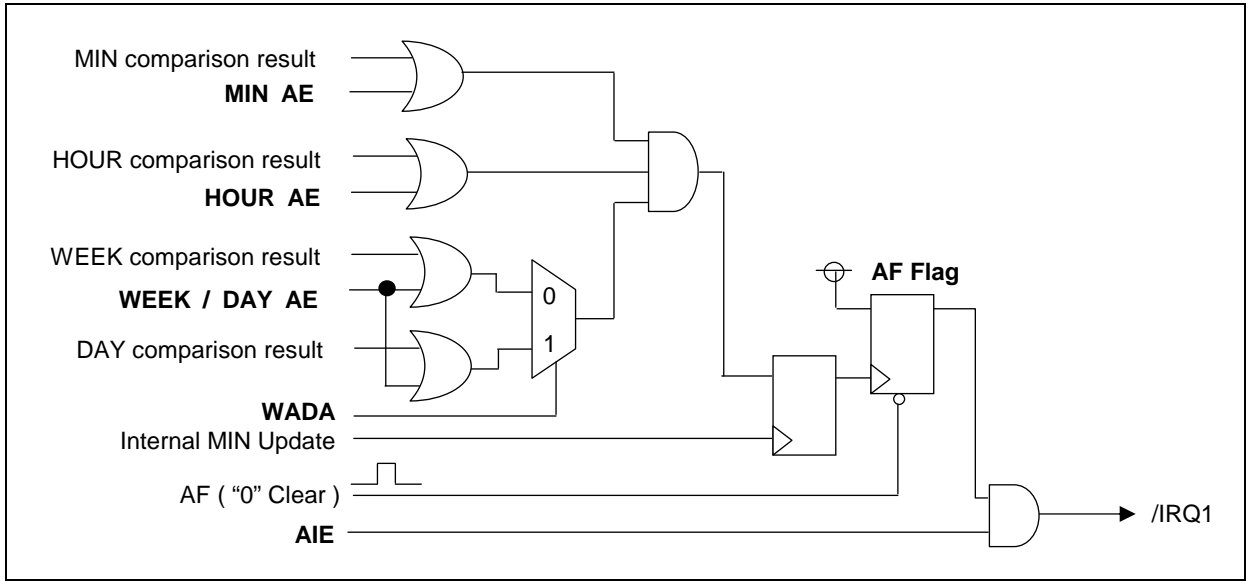 MIN comparison result
MIN AE
HOUR comparison result
HOUR AE
WEEK comparison result
WEEK / DAY AE
DAY comparison result
WADA
Internal MIN Update
AF ( “0” Clear )
AIE
0
1
AF Flag
/IRQ1